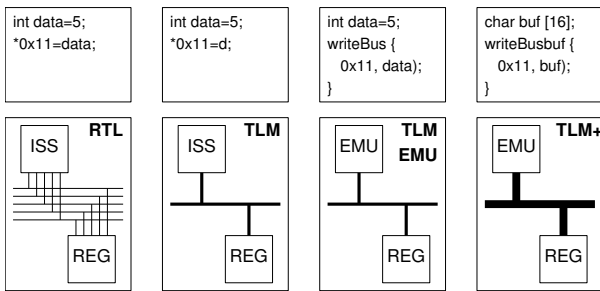 int data=5;
*0x11=data;
int data=5;
*0x11=d;
int data=5;
writeBus {
0x11, data);
}
char buf [16];
writeBusbuf {
0x11, buf);
}
RTL
ISS
REG
TLM
ISS
REG
TLM
EMU
EMU
REG
TLM+
EMU
REG